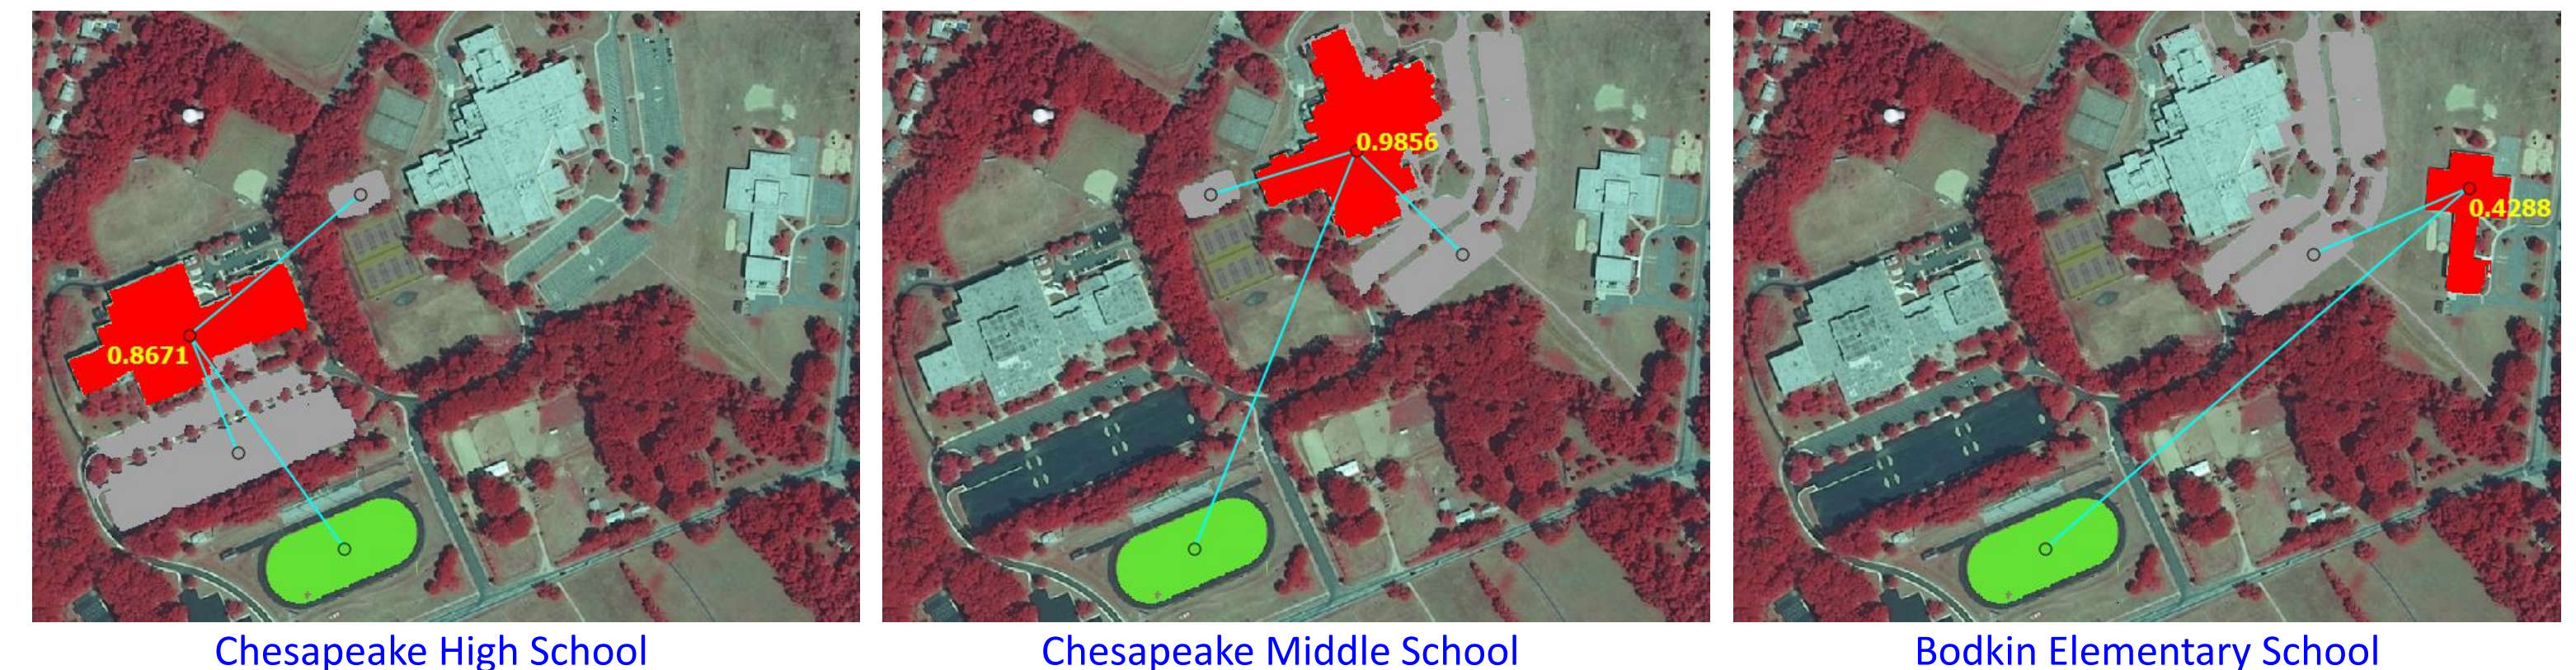 0.8671
0.9856
0.4288
Chesapeake High School
Chesapeake Middle School
Bodkin Elementary School